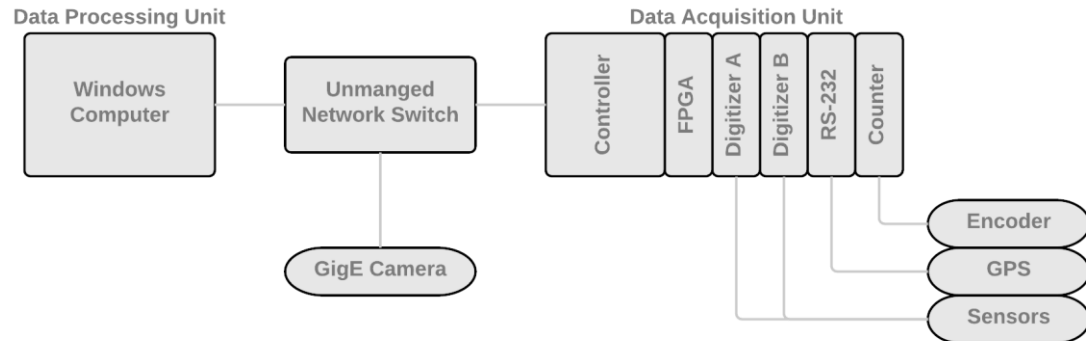 Data Processing Unit
Data Acquisition Unit
Windows
Computer
Unmanged
Network Switch
Controller
FPGA
Digitizer A
Digitizer B
RS-232
Counter
GigE Camera
Encoder
GPS
Sensors